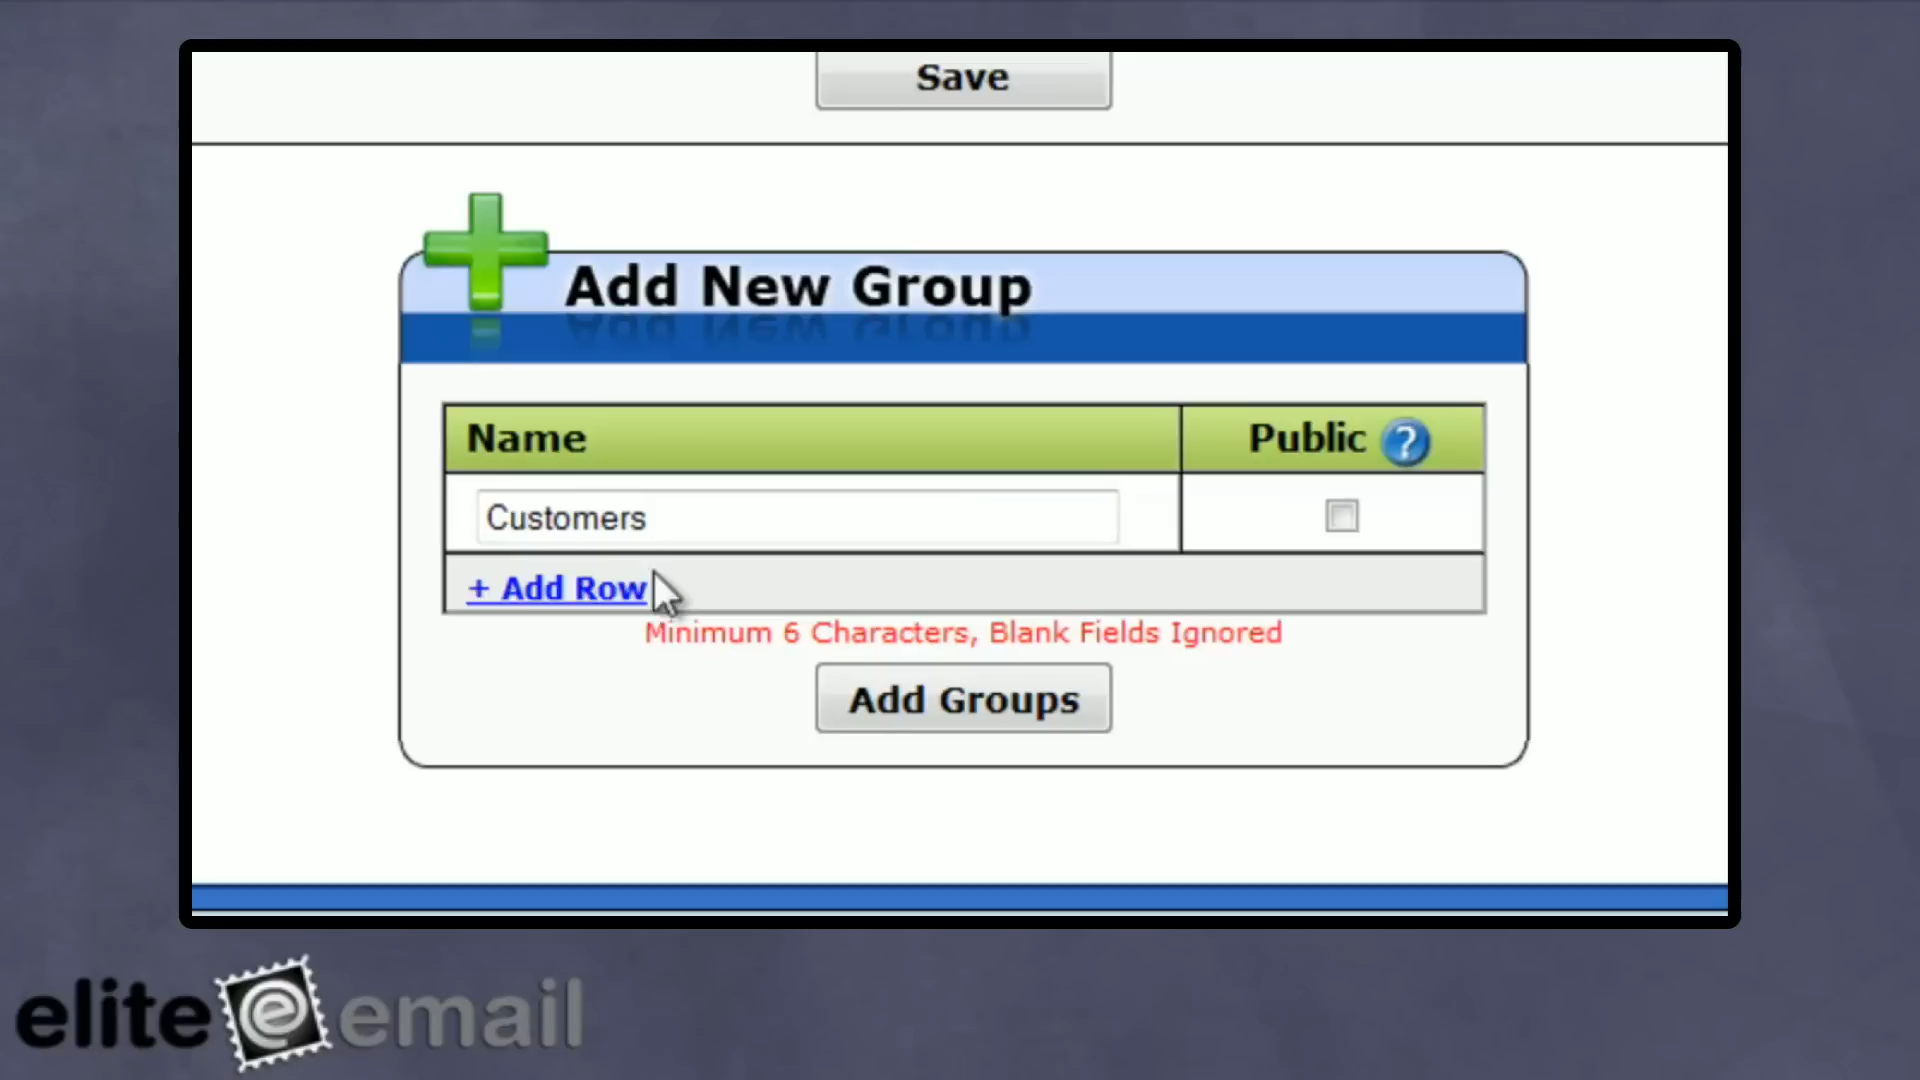 Save
Add New Group
Name
Public ?
Customers
+ Add Row
Minimum 6 Characters, Blank Fields Ignored
Add Groups
elite e email